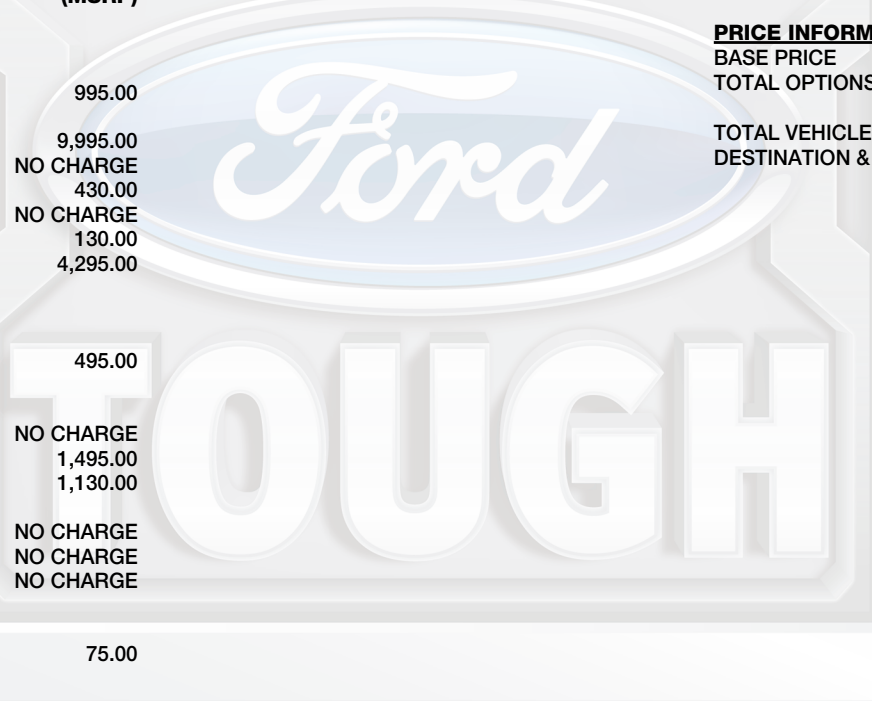 (MSRP)
995.00
9,995.00
NO CHARGE
430.00
NO CHARGE
130.00
4,295.00
495.00
NO CHARGE
1,495.00
1,130.00
NO CHARGE
NO CHARGE
NO CHARGE
75.00
PRICE INFORM
BASE PRICE
TOTAL OPTIONS
TOTAL VEHICLE
DESTINATION &
Ford
TOUGH